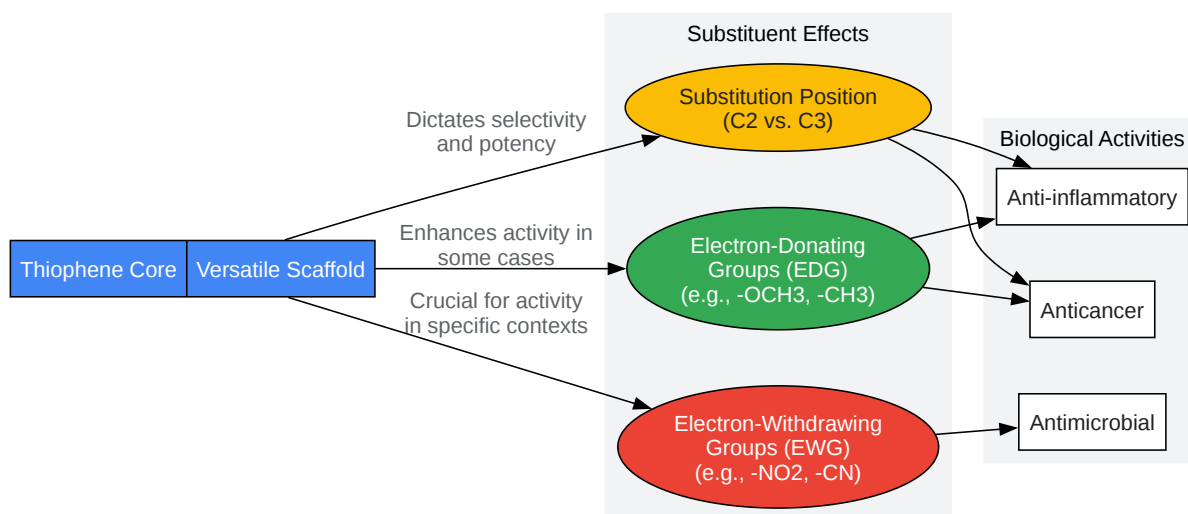 Substituent Effects
Substitution Position
(C2 vs. C3)
Dictates selectivity
and potency
Biological Activities
Anti-inflammatory
Enhances activity in
some cases
Electron-Donating
Groups (EDG)
(e.g., -OCH3, -CH3)
Thiophene Core
Versatile Scaffold
Crucial for activity
in specific contexts
Anticancer
Electron-Withdrawing
Groups (EWG)
(e.g., -NO2, -CN)
Antimicrobial